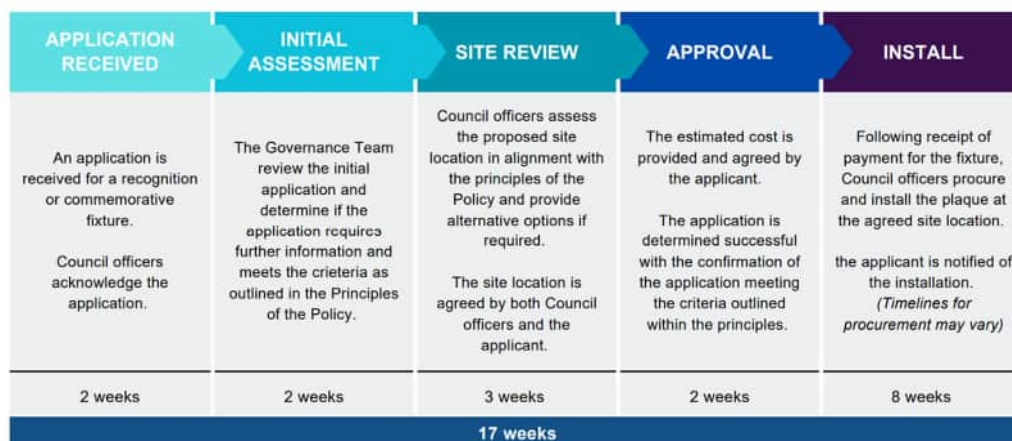 APPLICATION
RECEIVED
INITIAL
ASSESSMENT
SITE REVIEW
APPROVAL
INSTALL
An application is
received for a recognition
or commemorative
fixture.
Council officers
acknowledge the
application.
The Governance Team
review the initial
application and
determine if the
application requires
further information and
meets the crieteria as
outlined in the Principles
of the Policy.
Council officers assess
the proposed site
location in alignment with
the principles of the
Policy and provide
alternative options if
required.
The site location is
agreed by both Council
officers and the
applicant.
The estimated cost is
provided and agreed by
the applicant.
The application is
determined successful
with the confirmation of
the application meeting
the criteria outlined
within the principles.
Following receipt of
payment for the fixture,
Council officers procure
and install the plaque at
the agreed site location.
the applicant is notified of
the installation.
(Timelines for
procurement may vary)
2 weeks
2 weeks
3 weeks
2 weeks
8 weeks
17 weeks